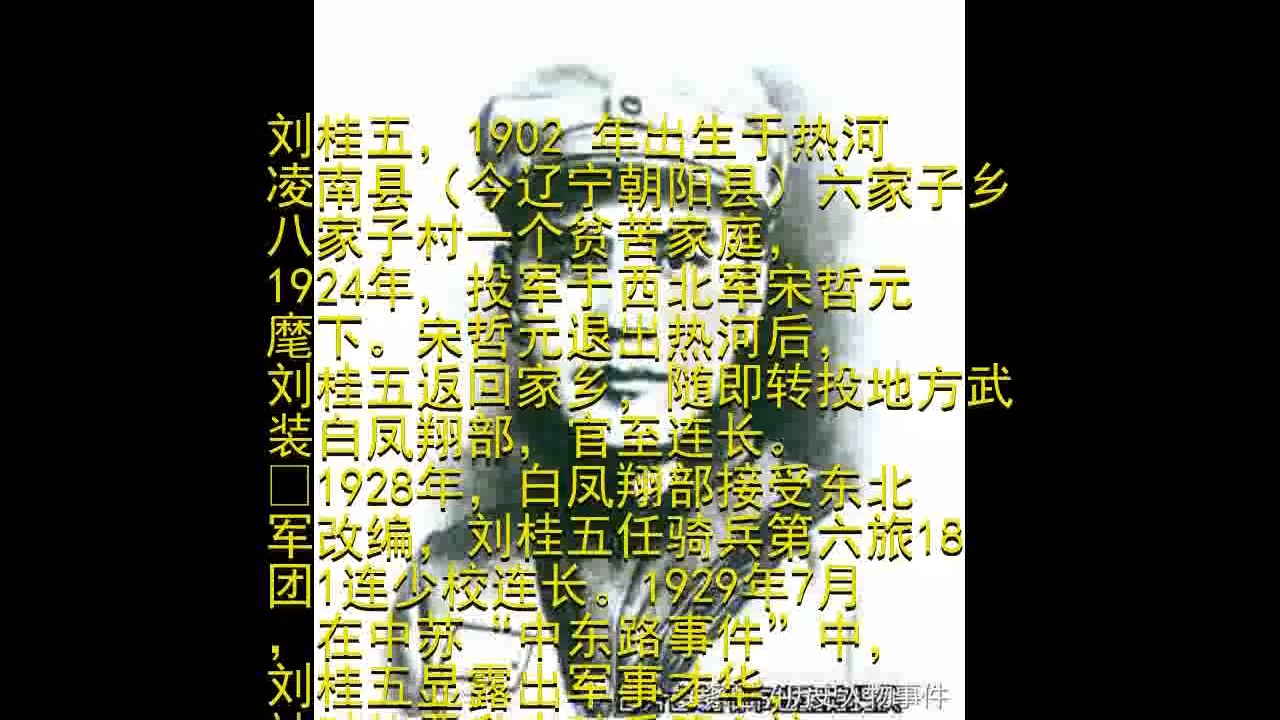 刘桂五，1902 年出生于热河
凌南县（今辽宁朝阳县）六家子乡
八家子村一个贫苦家庭，
1924年，投军于西北军宋哲元
麾下。宋哲元退出热河后，
刘桂五返回家乡，随即转投地方武
装白凤翔部，官至连长。
□1928年，白凤翔部接受东北
军改编，刘桂五任骑兵第六旅18
团1连少校连长。1929年7月
，在中苏“中东路事件”中，
刘桂五显露出军事才华，
物事件